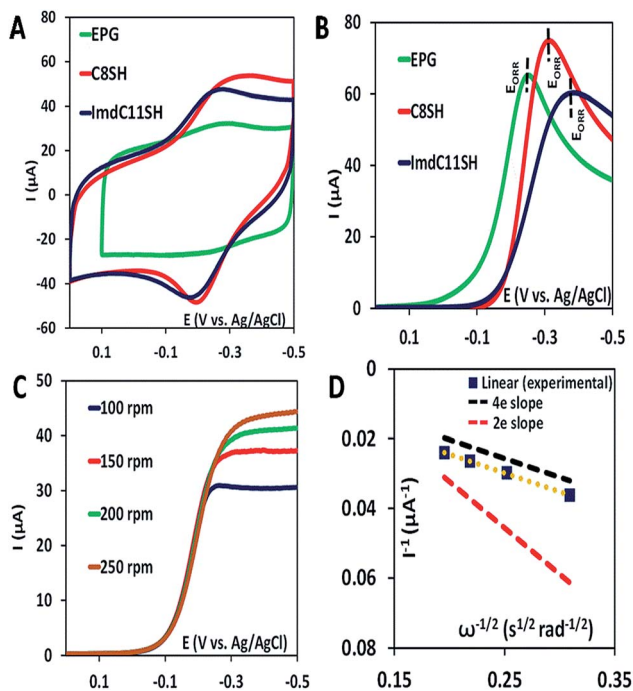 A
80
60
40
20
0
-20
-40
-60
I (μA)
EPG
C8SH
ImdC11SH
E (V vs. Ag/AgCl)
0.1 -0.1 -0.3 -0.5
B
80
60
40
20
0
I (μA)
EPG
C8SH
ImdC11SH
EORR
EORR
EORR
E (V vs. Ag/AgCl)
0.1 -0.1 -0.3 -0.5
C
50
40
30
20
10
0
I (μA)
100 rpm
150 rpm
200 rpm
250 rpm
E (V vs. Ag/AgCl)
0.1 -0.1 -0.3 -0.5
D
0
0.02
0.04
0.06
0.08
I-1 (μA-1)
Linear (experimental)
4e slope
2e slope
ω-1/2 (s1/2 rad-1/2)
0.15 0.25 0.35